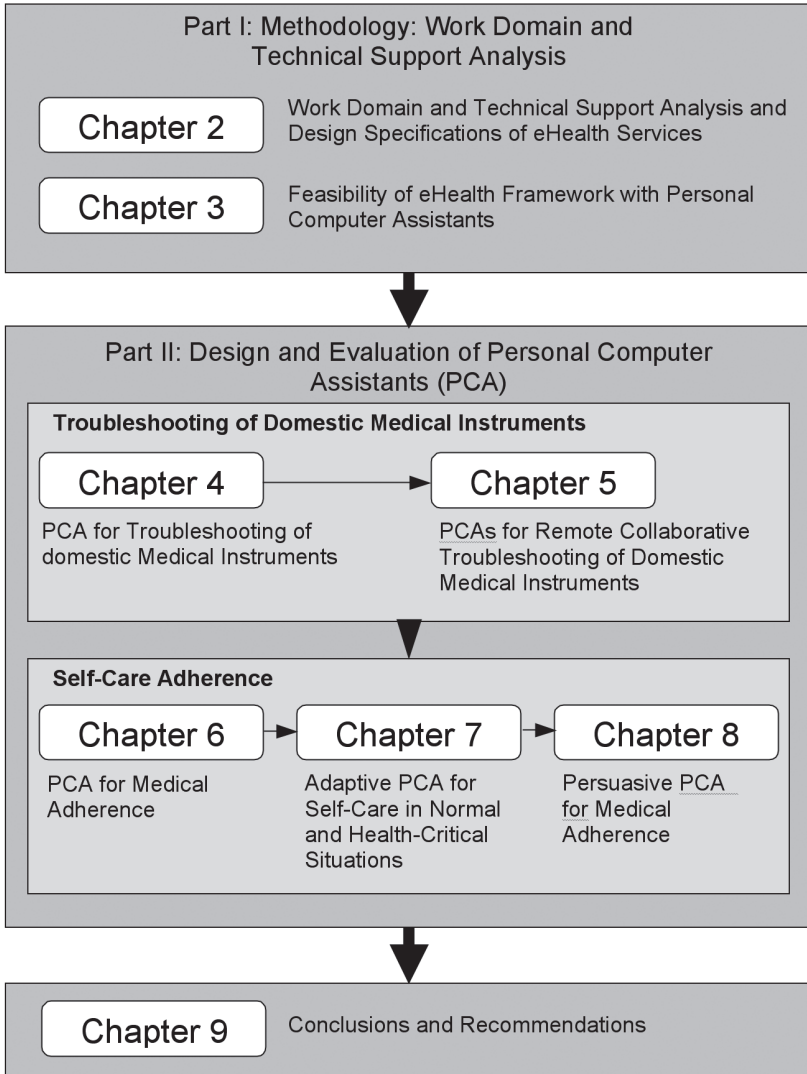 Part I: Methodology: Work Domain and
Technical Support Analysis
Chapter 2
Work Domain and Technical Support Analysis and
Design Specifications of eHealth Services
Chapter 3
Feasibility of eHealth Framework with Personal
Computer Assistants
Part II: Design and Evaluation of Personal Computer
Assistants (PCA)
Troubleshooting of Domestic Medical Instruments
Chapter 4
PCA for Troubleshooting of
domestic Medical Instruments
Chapter 5
PCAs for Remote Collaborative
Troubleshooting of Domestic
Medical Instruments
Self-Care Adherence
Chapter 6
PCA for Medical
Adherence
Chapter 7
Adaptive PCA for
Self-Care in Normal
and Health-Critical
Situations
Chapter 8
Persuasive PCA
for Medical
Adherence
Chapter 9
Conclusions and Recommendations